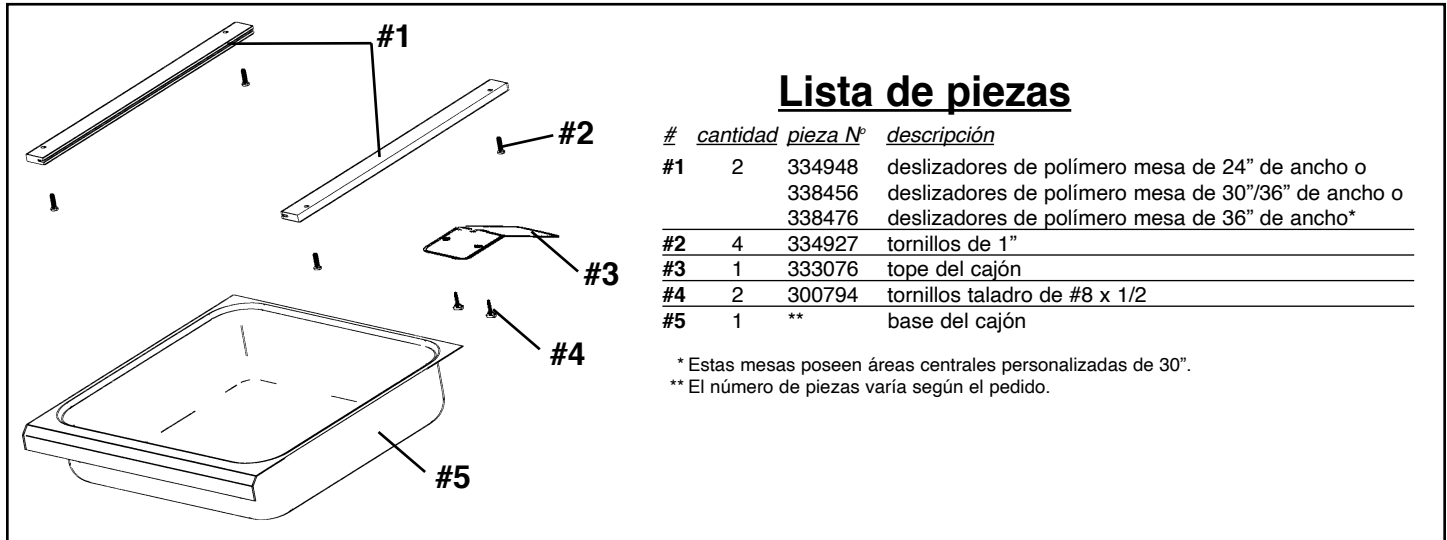 #1
#2
#3
#4
#5
Lista de piezas
# cantidad pieza Nº descripción
#1 2 334948 deslizadores de polímero mesa de 24” de ancho o
338456 deslizadores de polímero mesa de 30”/36” de ancho o
338476 deslizadores de polímero mesa de 36” de ancho*
#2 4 334927 tornillos de 1”
#3 1 333076 tope del cajón
#4 2 300794 tornillos taladro de #8 x 1/2
#5 1 ** base del cajón
* Estas mesas poseen áreas centrales personalizadas de 30”.
** El número de piezas varía según el pedido.